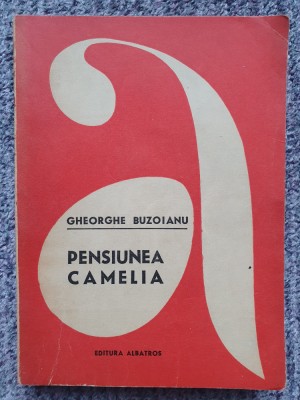 GHEORGHE BUZOIANU
PENSIUNEA
CAMELIA
EDITURA ALBATROS